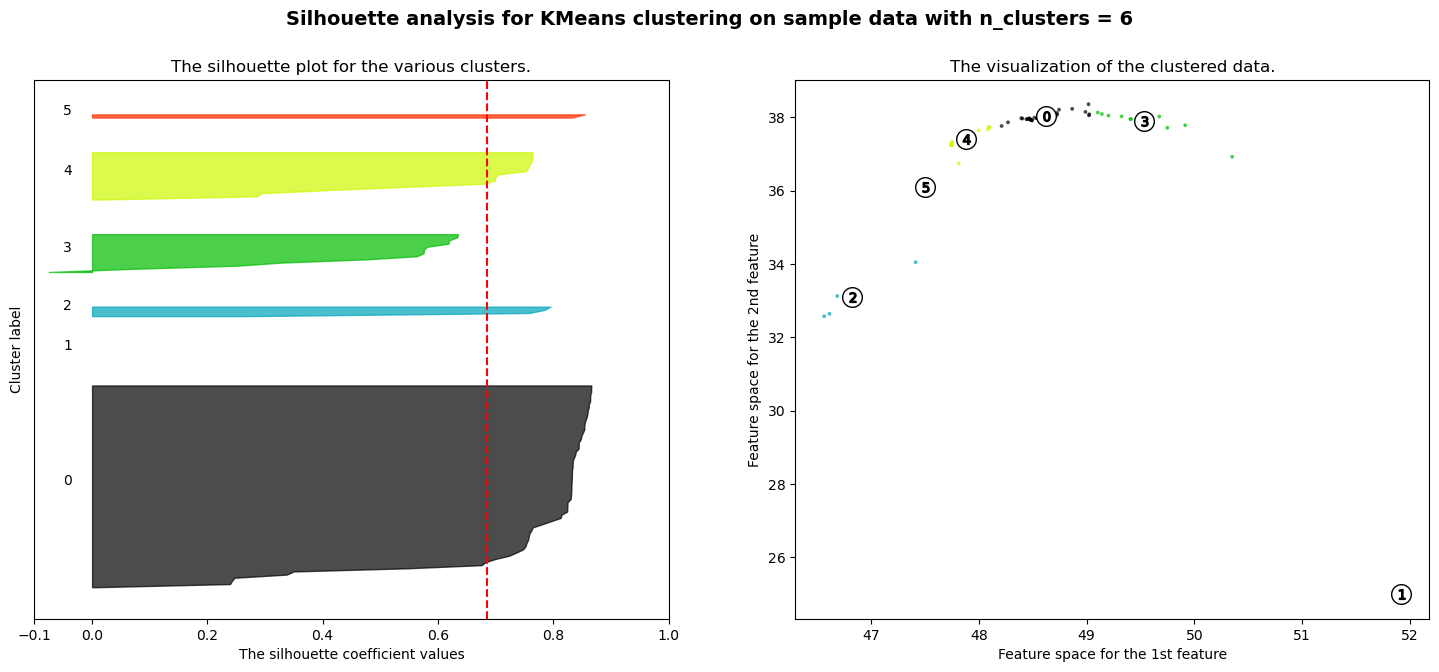 Silhouette analysis for KMeans clustering on sample data with n_clusters = 6
The silhouette plot for the various clusters.
5
4
3
2
1
0
Cluster label
−0.1 0.0 0.2 0.4 0.6 0.8 1.0
The silhouette coefficient values
The visualization of the clustered data.
38
36
34
32
30
28
26
Feature space for the 2nd feature
0
3
4
5
2
1
47 48 49 50 51 52
Feature space for the 1st feature